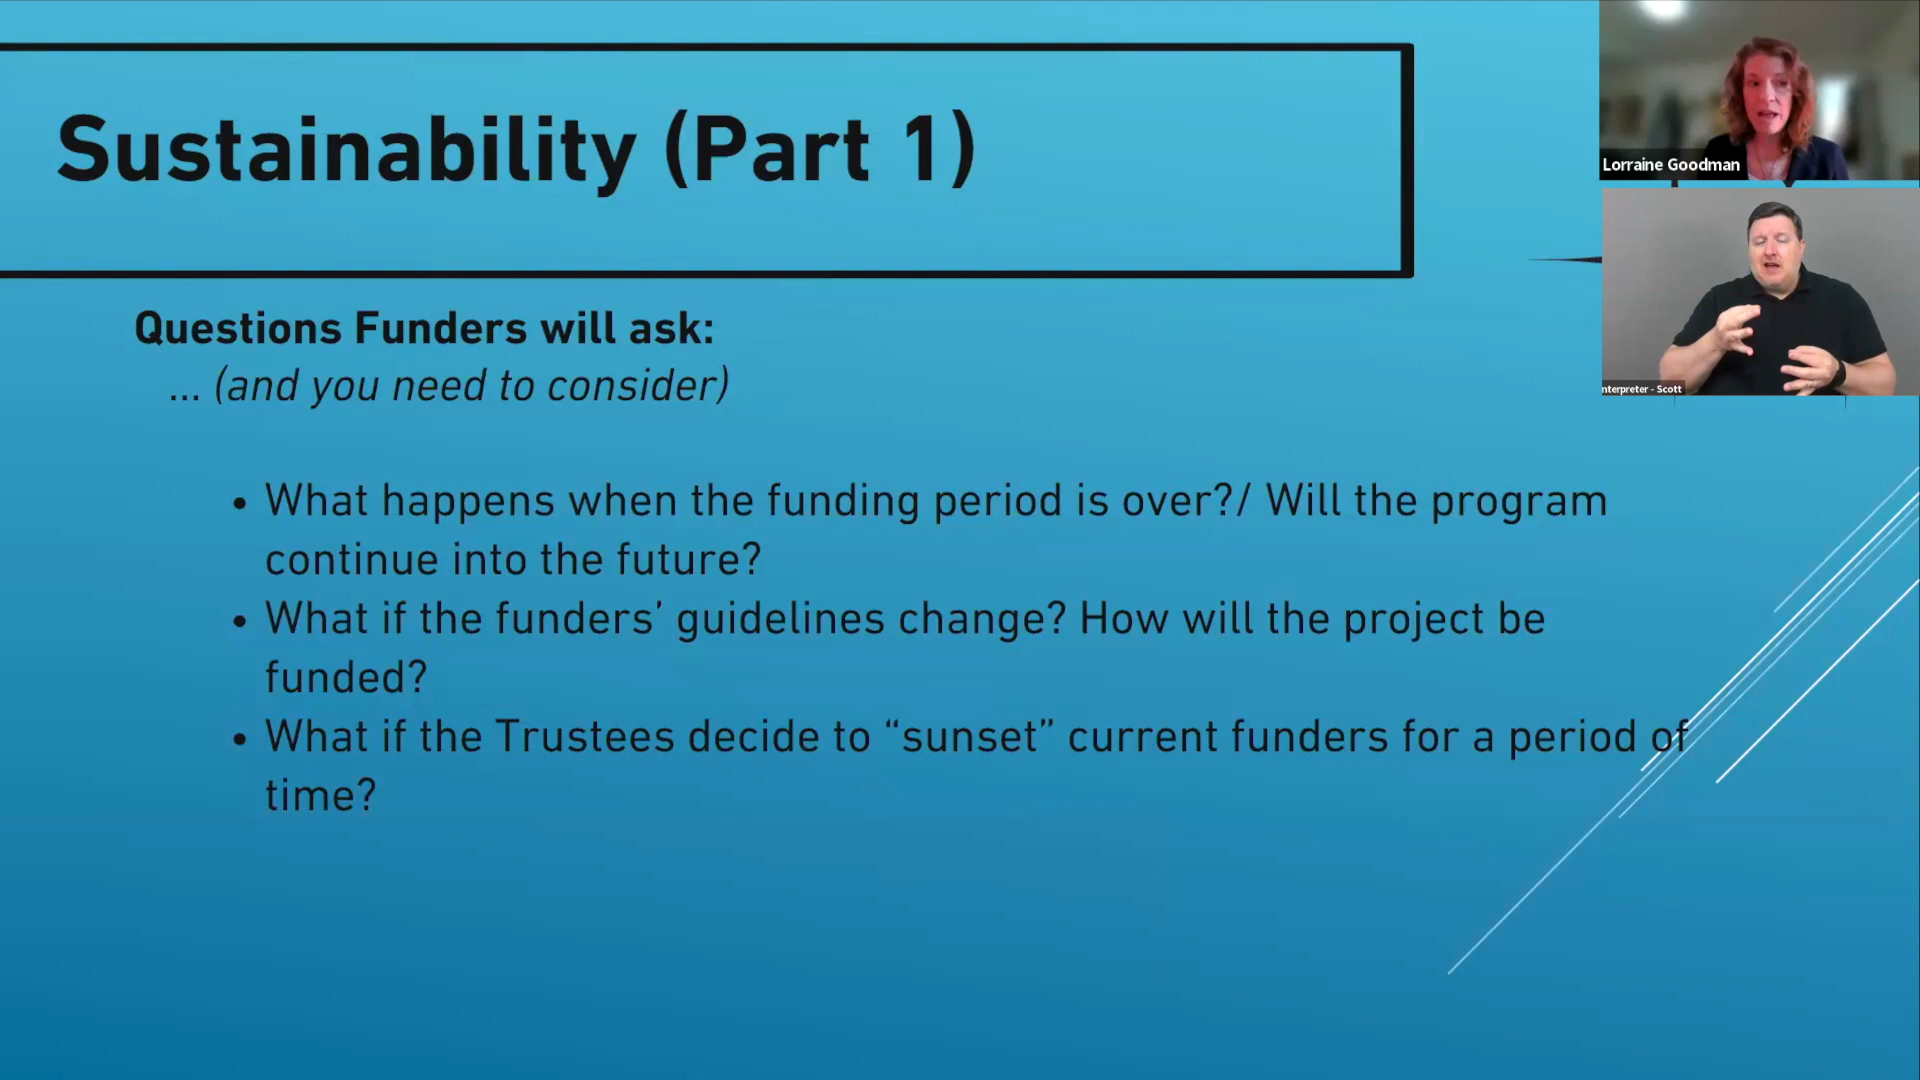 Sustainability (Part 1)
Questions Funders will ask:
... (and you need to consider)
• What happens when the funding period is over?/ Will the program
continue into the future?
• What if the funders’ guidelines change? How will the project be
funded?
• What if the Trustees decide to “sunset” current funders for a period of
time?
Lorraine Goodman
nterpreter - Scott